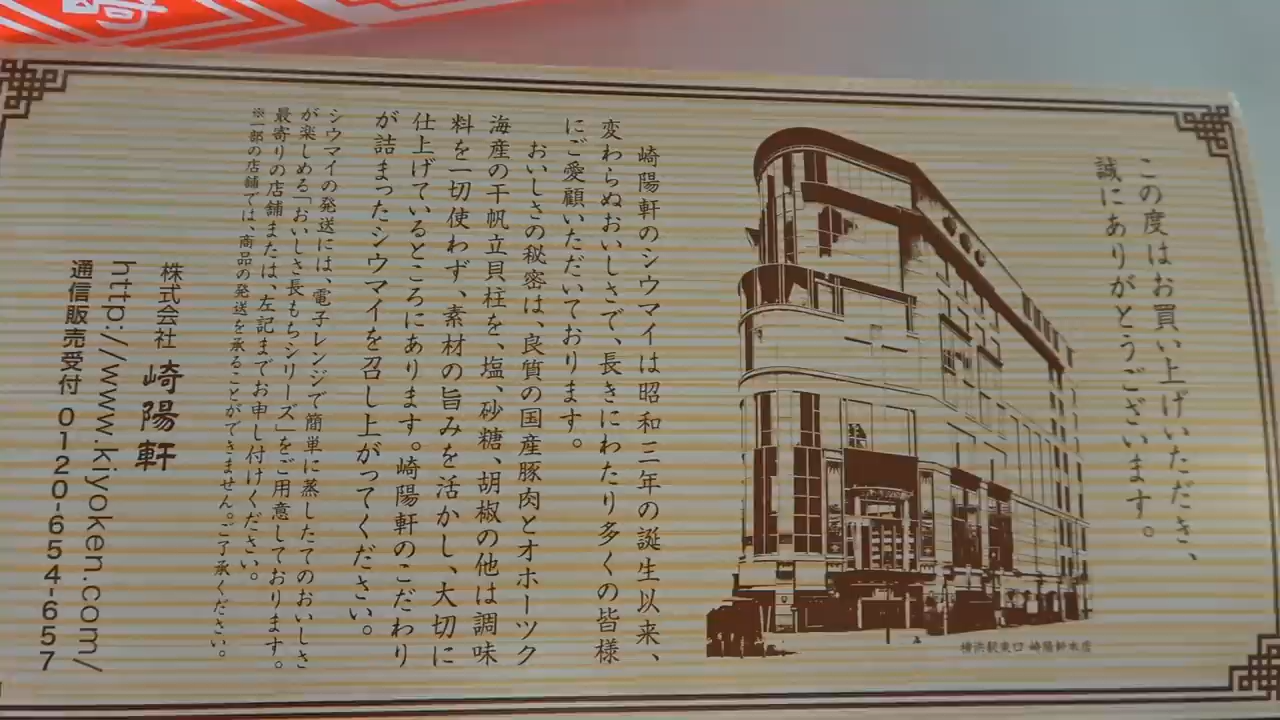 この度はお買い上げいただき、
誠にありがとうございます。
横浜駅東口 崎陽軒本店
崎陽軒のシウマイは昭和三年の誕生以来、
変わらぬおいしさで、長きにわたり多くの皆様
にご愛顧いただいております。
おいしさの秘密は、良質の国産豚肉とオホーツク
海産の干帆立貝柱を、塩、砂糖、胡椒の他は調味
料を一切使わず、素材の旨みを活かし、大切に
仕上げているところにあります。崎陽軒のこだわり
が詰まったシウマイを召し上がってください。
シウマイの発送には、電子レンジで簡単に蒸したてのおいしさ
が楽しめる「おいしさ長もちシリーズ」をご用意しております。
最寄りの店舗または、左記までお申し付けください。
※一部の店舗では、商品の発送を承ることができません。ご了承ください。
株式会社 崎陽軒
http://www.kiyoken.com/
通信販売受付 0120-654-657
崎